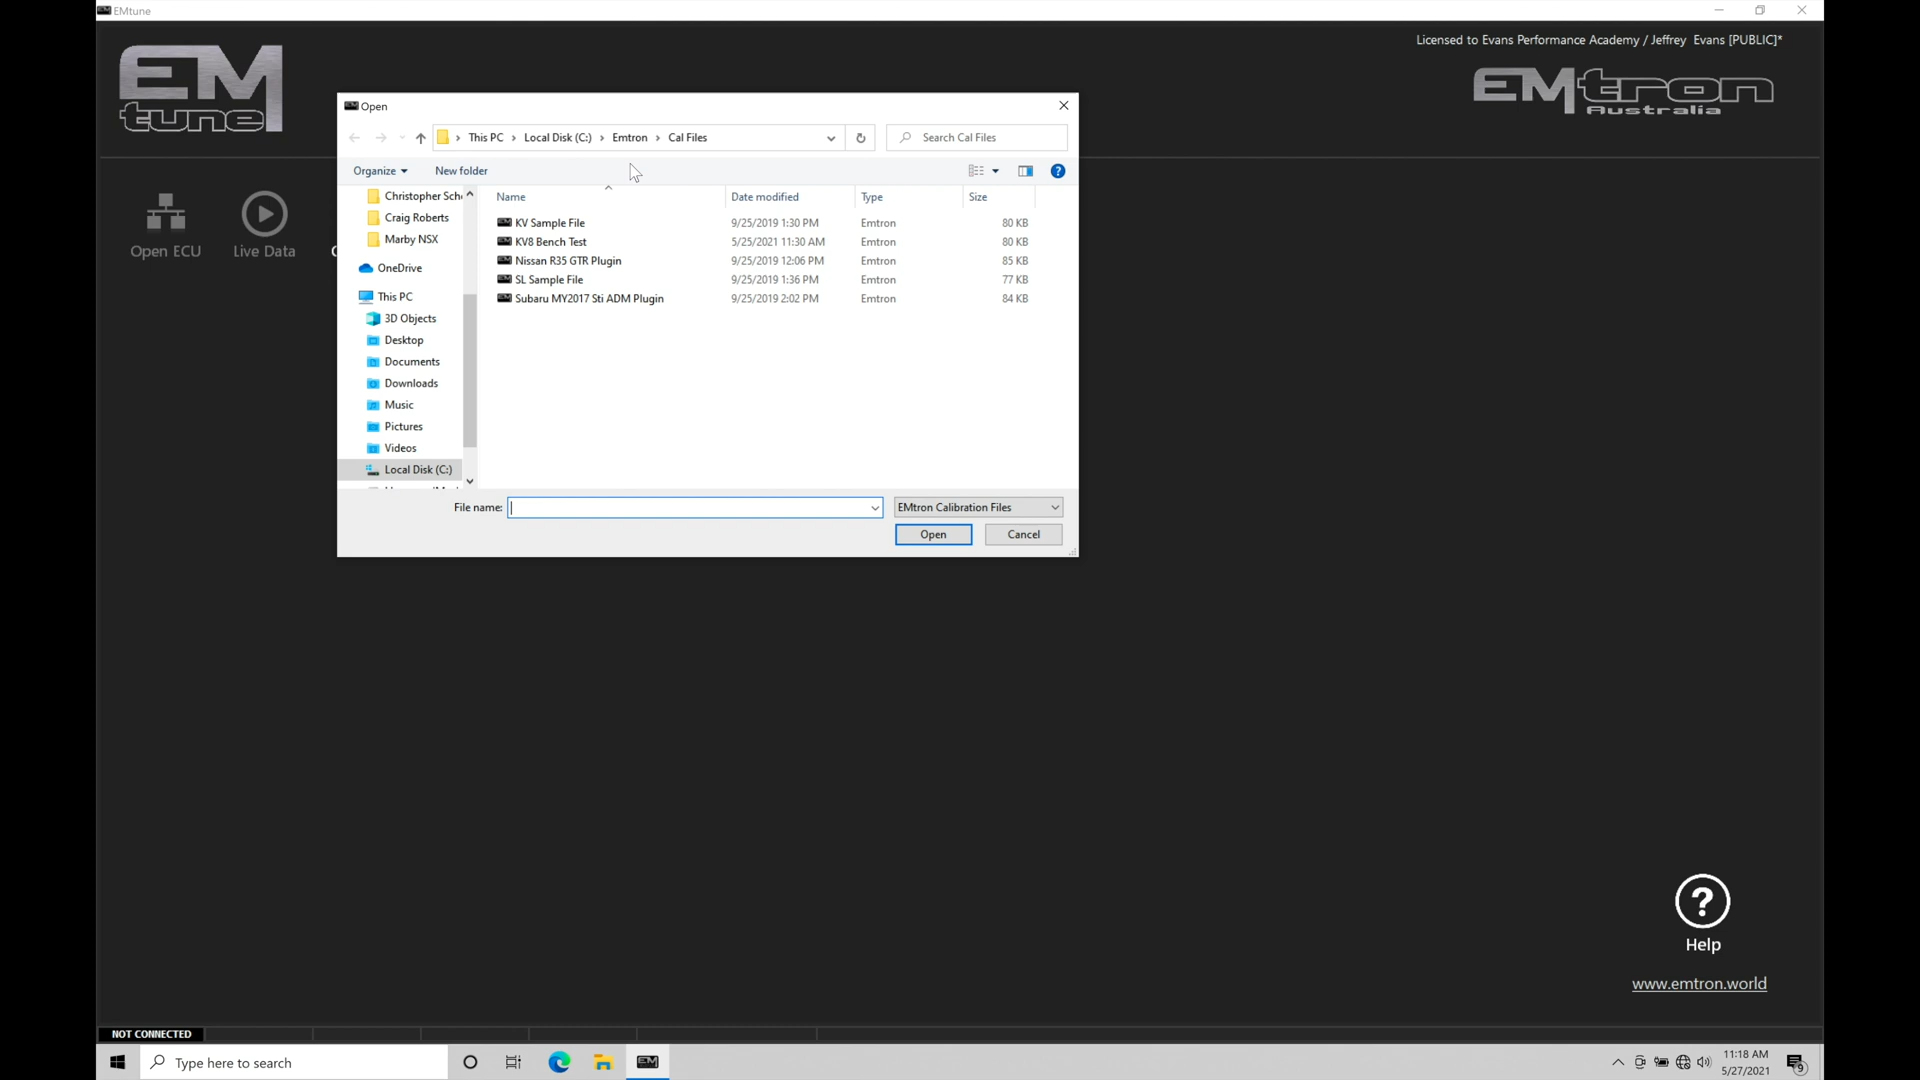 EMtune
Licensed to Evans Performance Academy / Jeffrey Evans [PUBLIC]*
EM
tune
EMtron
Australia
Open
This PC > Local Disk (C:) > Emtron > Cal Files
Search Cal Files
Organize
New folder
Name Date modified Type Size
KV Sample File 9/25/2019 1:30 PM Emtron 80 KB
KV8 Bench Test 5/25/2021 11:30 AM Emtron 80 KB
Nissan R35 GTR Plugin 9/25/2019 12:06 PM Emtron 85 KB
SL Sample File 9/25/2019 1:36 PM Emtron 77 KB
Subaru MY2017 Sti ADM Plugin 9/25/2019 2:02 PM Emtron 84 KB
Craig Roberts
Marby NSX
OneDrive
This PC
3D Objects
Desktop
Documents
Downloads
Music
Pictures
Videos
Local Disk (C:)
Christopher
File name:
EMtron Calibration Files
Open
Cancel
Open ECU
Live Data
Help
www.emtron.world
NOT CONNECTED
Type here to search
11:18 AM
5/27/2021
9